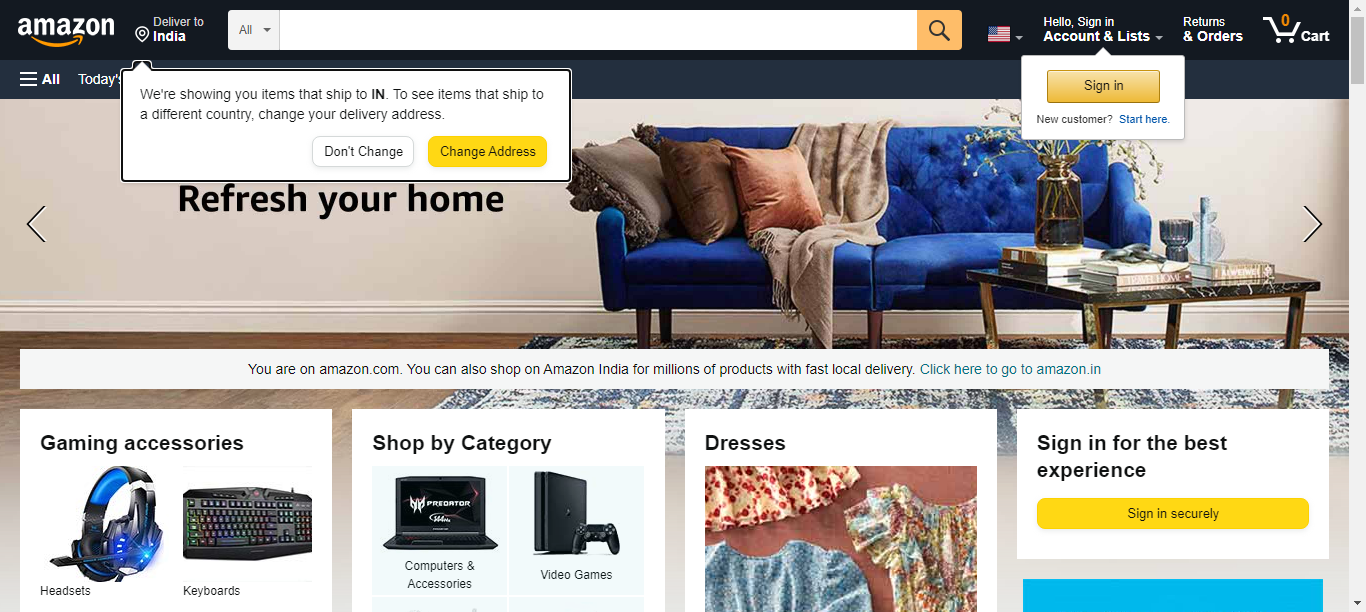 amazon
Deliver to
India
All
Hello, Sign in
Account & Lists
Returns
& Orders
0
Cart
All
Today's
Sign in
New customer? Start here.
We're showing you items that ship to IN. To see items that ship to
a different country, change your delivery address.
Don't Change
Change Address
Refresh your home
You are on amazon.com. You can also shop on Amazon India for millions of products with fast local delivery. Click here to go to amazon.in
Gaming accessories
Headsets
Keyboards
Shop by Category
PREDATOR
Computers &
Accessories
Video Games
Dresses
Sign in for the best
experience
Sign in securely